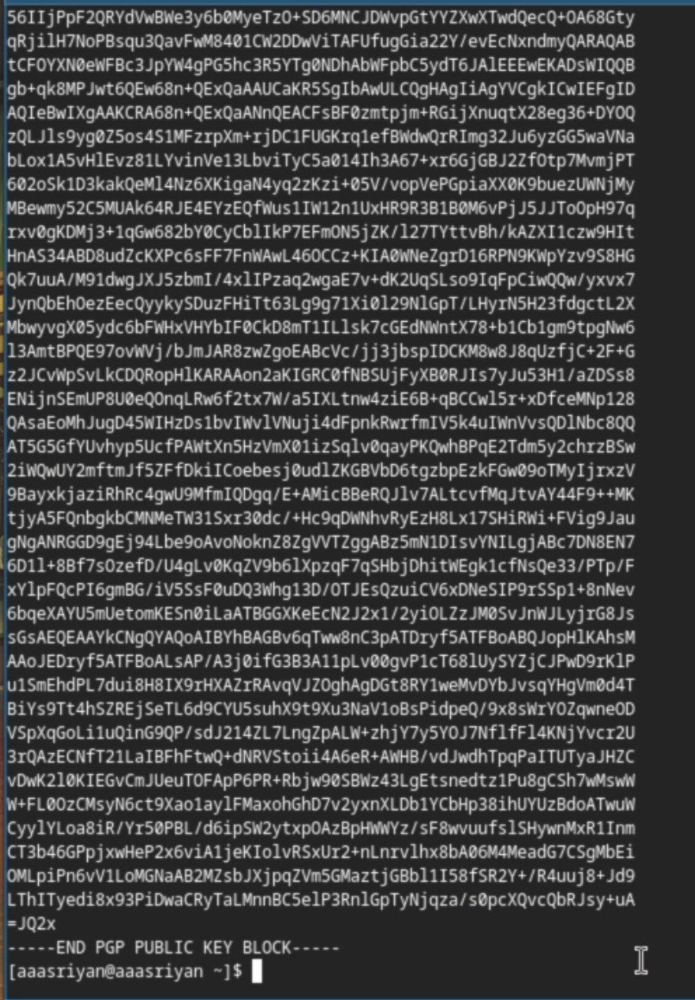 56IIjPpF2QRYdVwBWe3y6b0MyeTzO+SD6MNCJDWvpGtYYZXwXTwdQecQ+OA68Gty
qRjilH7NoPBsqu3QavFwM8401CW2DDwViTAFUfugGia22Y/evEcNxndmyQARAQAB
tCFOYXN0eWFBc3JpYW4gPG5hc3R5YTg0NDhAbWFpbC5ydT6JAlEEEwEKADsWIQQB
gb+qk8MPJwt6QEw68n+QExQaAAUCaKR5SgIbAwULCQgHAgIiAgYVCgkICwIEFgID
AQIeBwIXgAAKCRA68n+QExQaANnQEACFsBF0zmtpjm+RGijXnuqtX28eg36+DYOQ
zQLJls9yg0Z5os4S1MFzrpXm+rjDC1FUGKrq1efBWdwQrRImg32Ju6yzGG5waVNa
bLox1A5vHlEvz81LYvinVe13LbviTyC5a014Ih3A67+xr6GjGBJ2ZfOtp7MvmjPT
602oSk1D3kakQeMl4Nz6XKigaN4yq2zKzi+05V/vopVePGpiaXX0K9buezUWNjMy
MBewmy52C5MUAk64RJE4EYzEQfWus1IW12n1UxHR9R3B1B0M6vPjJ5JJToOpH97q
rxv0gKDMj3+1qGw682bY0CyCblIkP7EFmON5jZK/l27TYttvBh/kAZXI1czw9HIt
HnAS34ABD8udZcKXPc6sFF7FnWAwL46OCCz+KIA0WNeZgrD16RPN9KWpYzv9S8HG
Qk7uuA/M91dwgJXJ5zbmI/4xlIPzaq2wgaE7v+dK2UqSLso9IqFpCiwQQw/yxvx7
JynQbEhOezEecQyykySDuzFHiTt63Lg9g71Xi0l29NlGpT/LHyrN5H23fdgctL2X
MbwyvgX05ydc6bFWHxVHYbIF0CkD8mT1ILlsk7cGEdNWntX78+b1Cb1gm9tpgNw6
l3AmtBPQE97ovWVj/bJmJAR8zwZgoEABcVc/jj3jbspIDCKM8w8J8qUzfjC+2F+G
z2JCvWpSvLkCDQRopHlKARAAon2aKIGRC0fNBSUjFyXB0RJIs7yJu53H1/aZDSs8
ENijnSEmUP8U0eQOnqLRw6f2tx7W/a5IXLtnw4ziE6B+qBCCwl5r+xDfceMNp128
QAsaEoMhJugD45WIHzDs1bvIWvlVNuji4dFpnkRwrfmIV5k4uIWnVvsQDlNbc8QQ
AT5G5GfYUvhyp5UcfPAWtXn5HzVmX01izSqlv0qayPKQwhBPqE2Tdm5y2chrzBSw
2iWQwUY2mftmJf5ZFfDkiICoebesj0udlZKGBVbD6tgzbpEzkFGw09oTMyIjrxzV
9BayxkjaziRhRc4gwU9MfmIQDgq/E+AMicBBeRQJlv7ALtcvfMqJtvAY44F9++MK
tjyA5FQnbgkbCMNMeTW31Sxr30dc/+Hc9qDWNhvRyEzH8Lx17SHiRWi+FVig9Jau
gNgANRGGD9gEj94Lbe9oAvoNoknZ8ZgVVTZggABz5mN1DIsvYNILgjABc7DN8EN7
6D1l+8Bf7sOzefD/U4gLv0KqZV9b6lXpzqF7qSHbjDhitWEgk1cfNsQe33/PTp/F
xYlpFQcPI6gmBG/iV5SsF0uDQ3Whg13D/OTJEsQzuiCV6xDNeSIP9rSSp1+8nNev
6bqeXAYU5mUetomKESn0iLaATBGGXKeEcN2J2x1/2yiOLZzJM0SvJnWJLyjrG8Js
sGsAEQEAAYkCNgQYAQoAIBYhBAGBv6qTww8nC3pATDryf5ATFBoABQJopHlKAhsM
AAoJEDryf5ATFBoALsAP/A3j0ifG3B3A11pLv00gvP1cT68lUySYZjCJPwD9rKlP
u1SmEhdPL7dui8H8IX9rHXAZrRAvqVJZOghAgDGt8RY1weMvDYbJvsqYHgVm0d4T
BiYs9Tt4hSZREjSeTL6d9CYU5suhX9t9Xu3NaV1oBsPidpeQ/9x8sWrYOZqwneOD
VSpXqGoLi1uQinG9QP/sdJ214ZL7LngZpALW+zhjY7y5YOJ7NflfFl4KNjYvcr2U
3rQAzECNfT21LaIBFhFtwQ+dNRVStoii4A6eR+AWHB/vdJwdhTpqPaITUTyaJHZC
vDwK2l0KIEGvCmJUeuTOFApP6PR+Rbjw90SBWz43LgEtsnedtz1Pu8gCSh7wMswW
W+FL0OzCMsyN6ct9Xao1aylFMaxohGhD7v2yxnXLDb1YCbHp38ihUYUzBdoATwuW
CyylYLoa8iR/Yr50PBL/d6ipSW2ytxpOAzBpHWWYz/sF8wvuufslSHywnMxR1Inm
CT3b46GPpjxwHeP2x6viA1jeKIolvRSxUr2+nLnrvlhx8bA06M4MeadG7CSgMbEi
OMLpiPn6vV1LoMGNaAB2MZsbJXjpqZVm5GMaztjGBbl1I58fSR2Y+/R4uuj8+Jd9
LThITyedi8x93PiDwaCRyTaLMnnBC5elP3RnlGpTyNjqza/s0pcXQvcQbRJsy+uA
=JQ2x
-----END PGP PUBLIC KEY BLOCK-----
[aaasriyan@aaasriyan ~]$